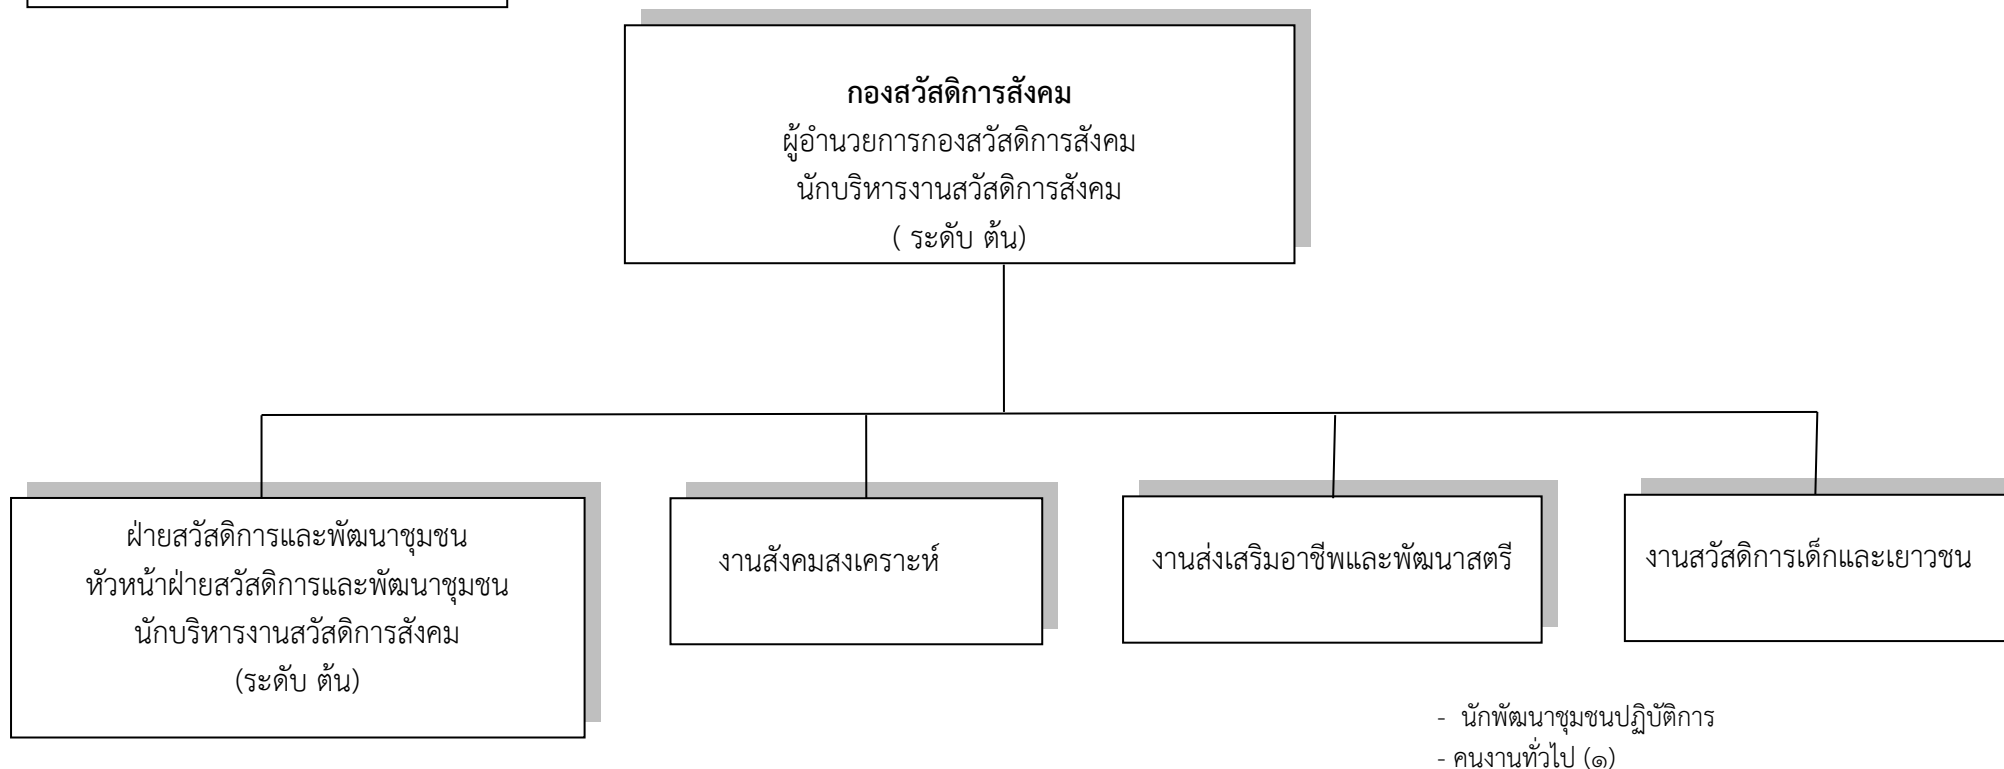 กองสวัสดิการสังคม
ผู้อำนวยการกองสวัสดิการสังคม
นักบริหารงานสวัสดิการสังคม
( ระดับ ต้น)
ฝ่ายสวัสดิการและพัฒนาชุมชน
หัวหน้าฝ่ายสวัสดิการและพัฒนาชุมชน
นักบริหารงานสวัสดิการสังคม
(ระดับ ต้น)
งานสังคมสงเคราะห์
งานส่งเสริมอาชีพและพัฒนาสตรี
งานสวัสดิการเด็กและเยาวชน
- นักพัฒนาชุมชนปฏิบัติการ
- คนงานทั่วไป (๑)